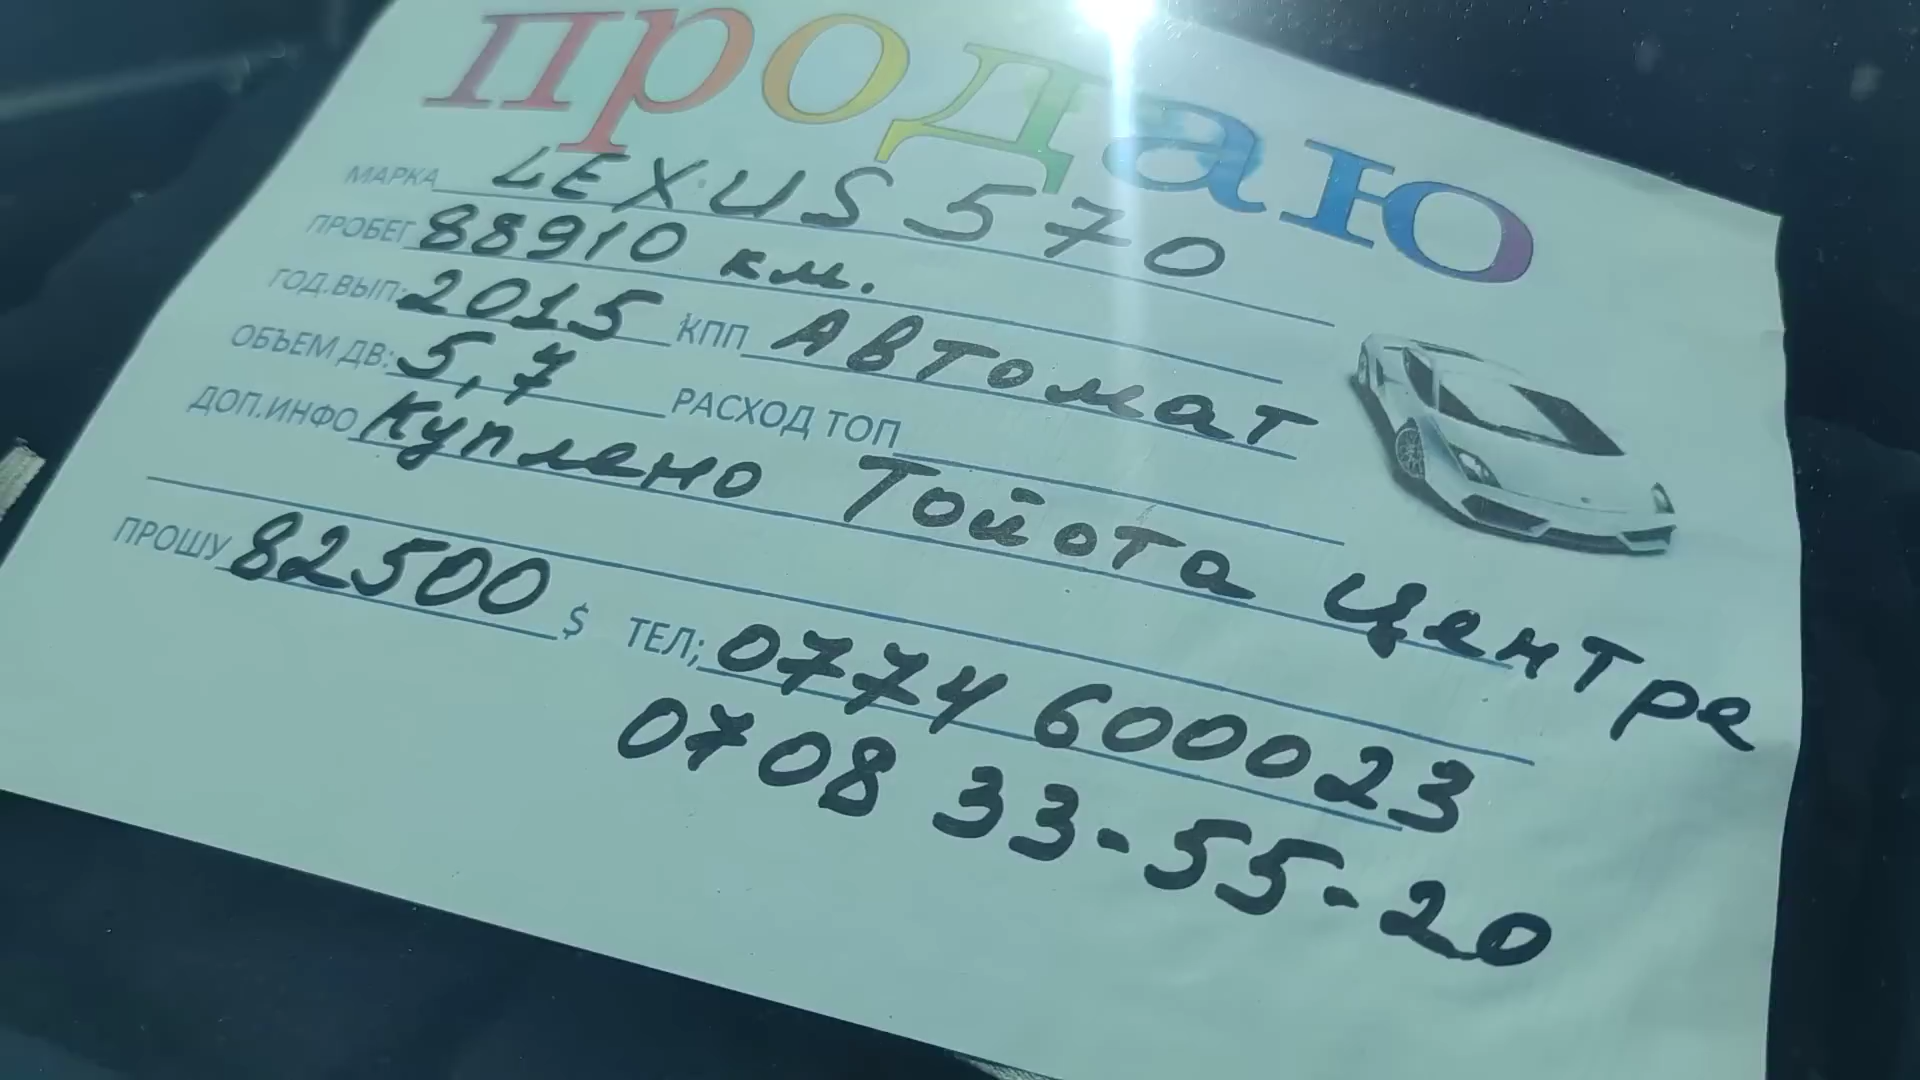 продаю
МАРКА LEXUS 570
ПРОБЕГ 88910 км.
ГОД.ВЫП: 2015 КПП Автомат
ОБЪЕМ ДВ: 5,7 РАСХОД ТОП
ДОП.ИНФО Куплено Тойота Центре
ПРОШУ 82500 $ ТЕЛ; 0774 600023
0708 33-55-20